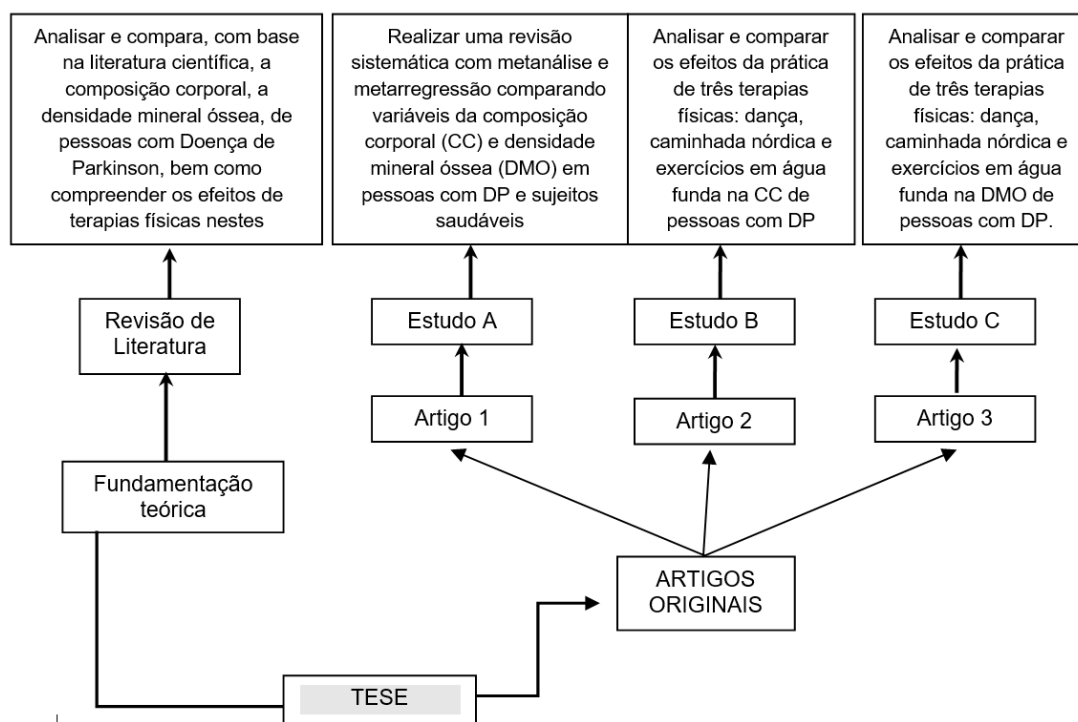 Analisar e compara, com base
na literatura científica, a
composição corporal, a
densidade mineral óssea, de
pessoas com Doença de
Parkinson, bem como
compreender os efeitos de
terapias físicas nestes
Realizar uma revisão
sistemática com metanálise e
metarregressão comparando
variáveis da composição
corporal (CC) e densidade
mineral óssea (DMO) em
pessoas com DP e sujeitos
saudáveis
Analisar e comparar
os efeitos da prática
de três terapias
físicas: dança,
caminhada nórdica e
exercícios em água
funda na CC de
pessoas com DP
Analisar e comparar
os efeitos da prática
de três terapias
físicas: dança,
caminhada nórdica e
exercícios em água
funda na DMO de
pessoas com DP.
Revisão de
Literatura
Estudo A
Estudo B
Estudo C
Artigo 1
Artigo 2
Artigo 3
Fundamentação
teórica
ARTIGOS
ORIGINAIS
TESE